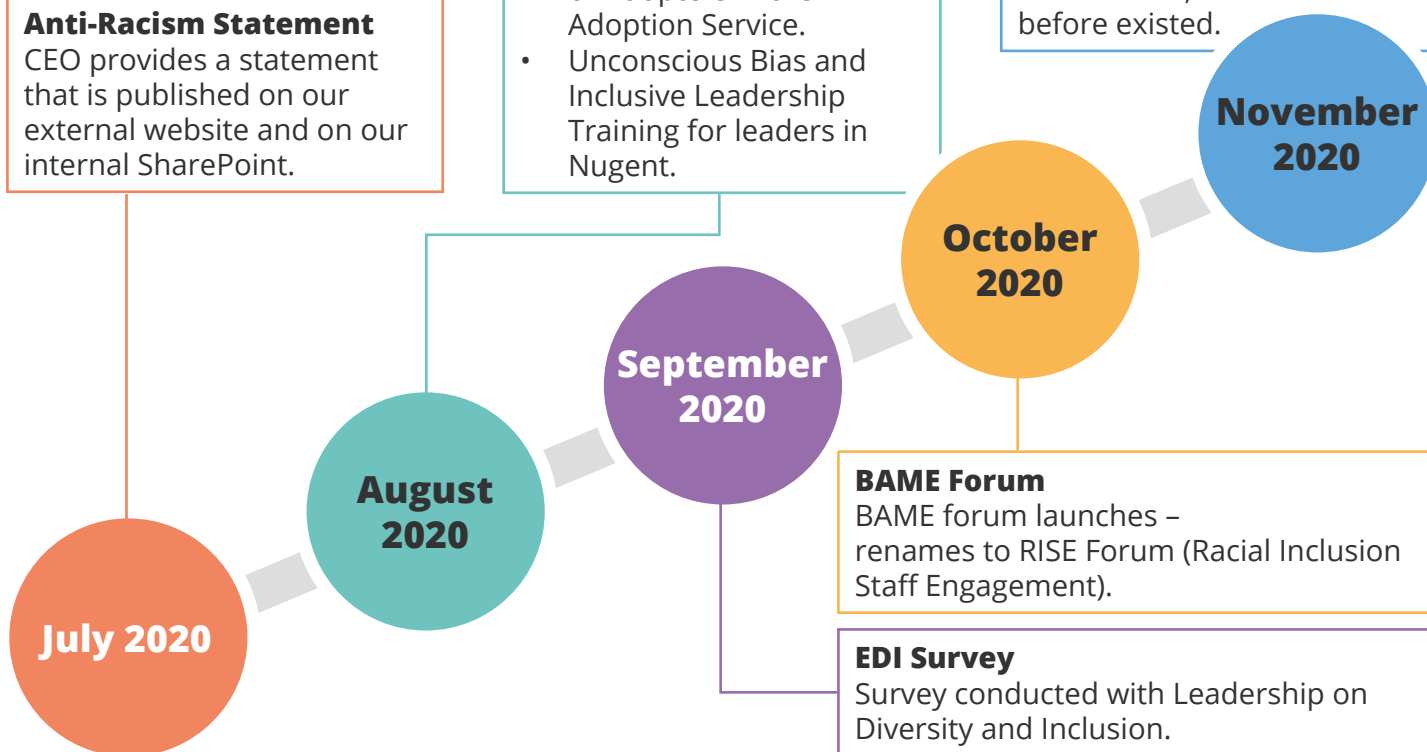 Anti-Racism Statement
CEO provides a statement
that is published on our
external website and on our
internal SharePoint.
Adoption Service.
• Unconscious Bias and
Inclusive Leadership
Training for leaders in
Nugent.
before existed.
November
2020
October
2020
September
2020
August
2020
July 2020
BAME Forum
BAME forum launches –
renames to RISE Forum (Racial Inclusion
Staff Engagement).
EDI Survey
Survey conducted with Leadership on
Diversity and Inclusion.